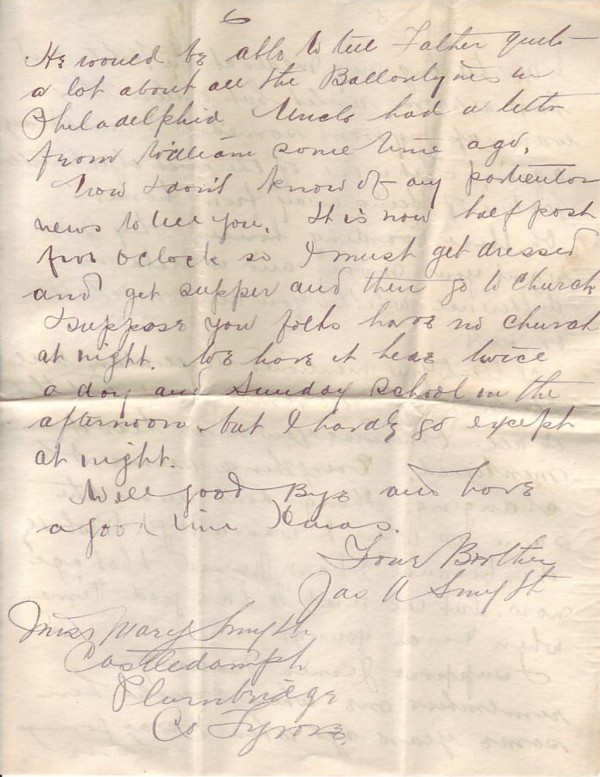 6
He would be able to tell Father quite
a lot about all the Ballantynes in
Philadelphia Uncle had a letter
from William some time ago.
Now I don't know of any particular
news to tell you. It is now half past
five oclock so I must get dressed
and get supper and then go to church
I suppose you folks have no church
at night. We have it hear twice
a day and Sunday school in the
afternoon but I hardly go except
at night.
Well good Bye and have
a good time Xmas.
Your Brother
Jas A Smyth
Miss Mary Smyth
Castledamph
Plumbridge
Co Tyrone.